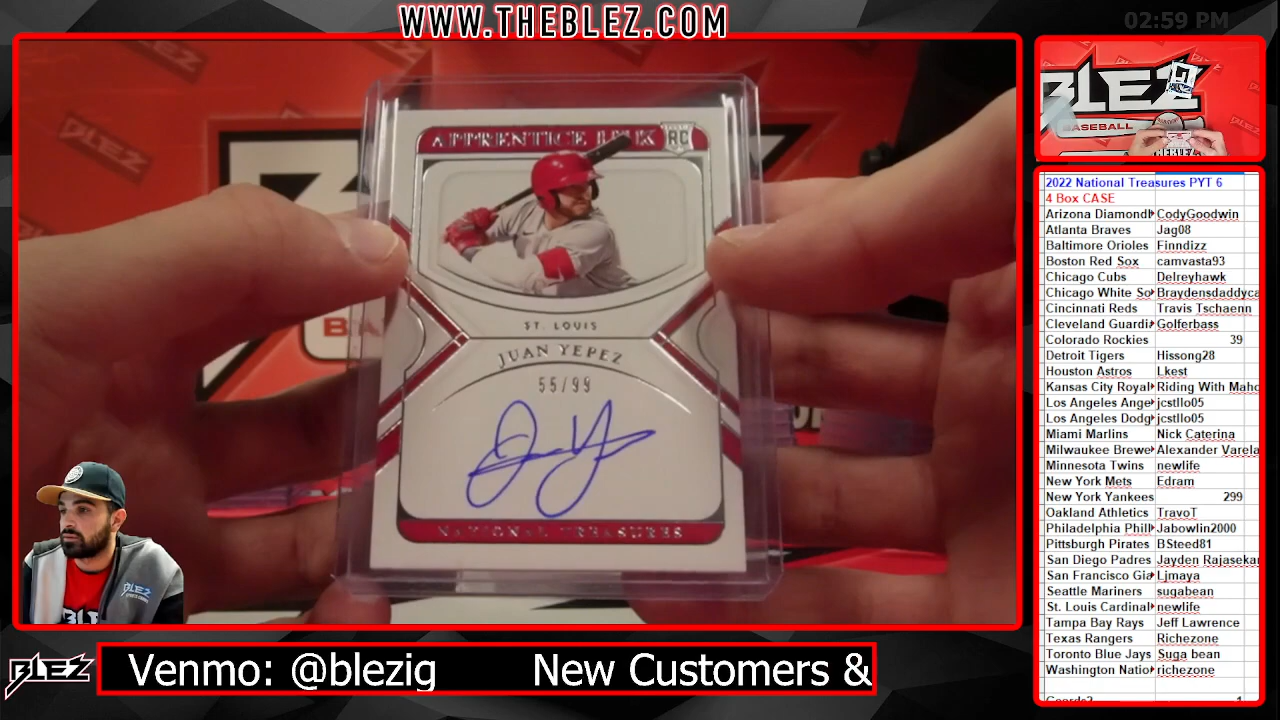 WWW.THEBLEZ.COM
02:59 PM
APPRENTICE INK RC
ST. LOUIS
JUAN YEPEZ
55/99
NATIONAL TREASURES
BLEZ
BLEZ
BASEBALL
2022 National Treasures PYT 6
4 Box CASE
Arizona Diamond CodyGoodwin
Atlanta Braves Jag08
Baltimore Orioles Finndizz
Boston Red Sox camvasta93
Chicago Cubs Delreyhawk
Chicago White So Braydensdaddyca
Cincinnati Reds Travis Tschaenn
Cleveland Guardi Golferbass
Colorado Rockies 39
Detroit Tigers Hissong28
Houston Astros Lkest
Kansas City Royal Riding With Maho
Los Angeles Ange jcstllo05
Los Angeles Dodg jcstllo05
Miami Marlins Nick Caterina
Milwaukee Brewe Alexander Varela
Minnesota Twins newlife
New York Mets Edram
New York Yankees 299
Oakland Athletics TravoT
Philadelphia Phill Jabowlin2000
Pittsburgh Pirates BSteed81
San Diego Padres Jayden Rajasekar
San Francisco Gia Ljmaya
Seattle Mariners sugabean
St. Louis Cardinal newlife
Tampa Bay Rays Jeff Lawrence
Texas Rangers Richezone
Toronto Blue Jays Suga bean
Washington Natio richezone
BLEZ
BLEZ Venmo: @blezig New Customers &